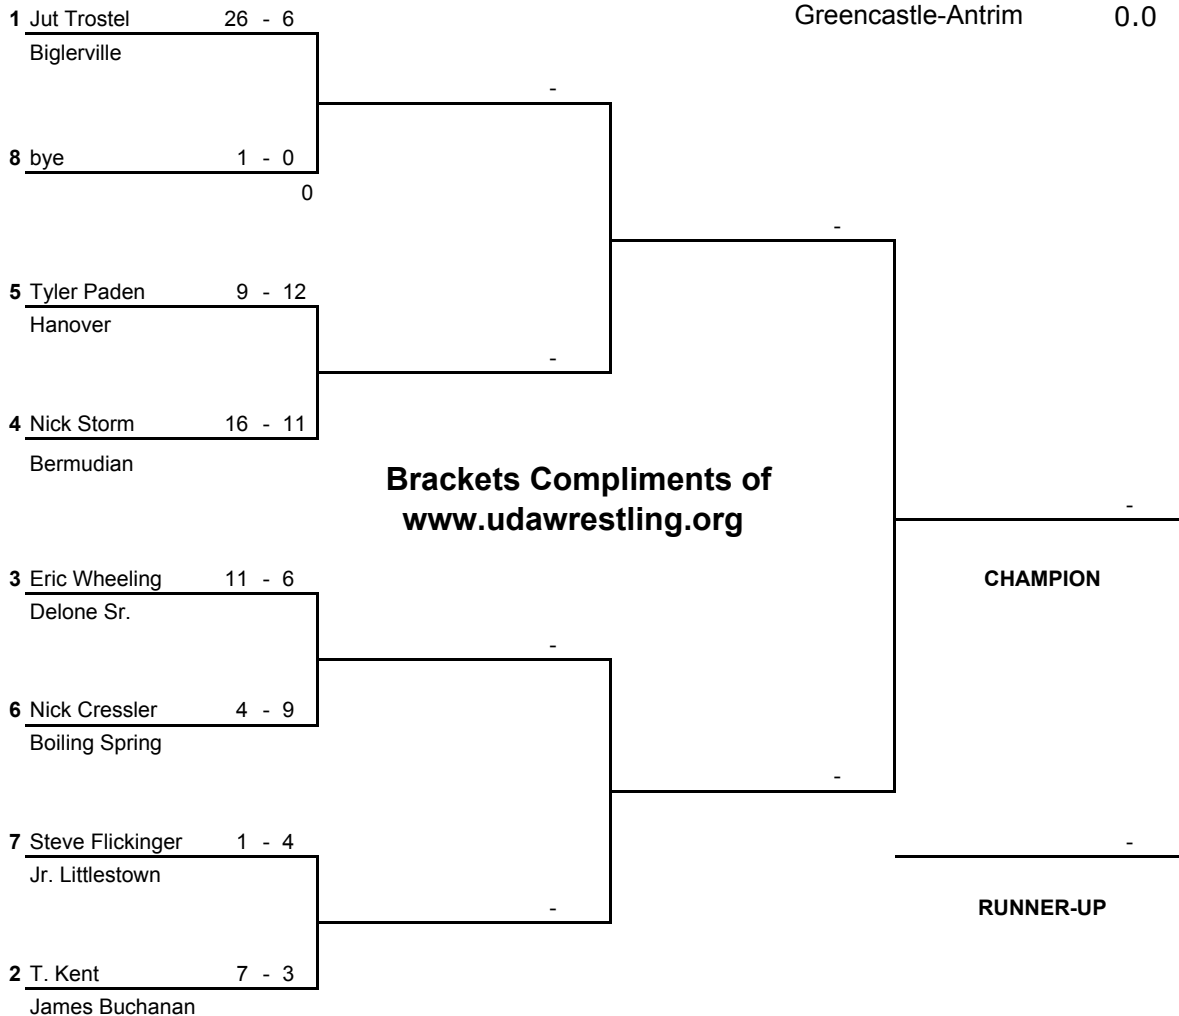 1 Jut Trostel 26 - 6
Greencastle-Antrim 0.0
Biglerville
-
8 bye 1 - 0
0
-
5 Tyler Paden 9 - 12
Hanover
-
4 Nick Storm 16 - 11
Bermudian
Brackets Compliments of
www.udawrestling.org
-
3 Eric Wheeling 11 - 6
CHAMPION
Delone Sr.
-
6 Nick Cressler 4 - 9
Boiling Spring
-
7 Steve Flickinger 1 - 4
-
Jr. Littlestown
-
RUNNER-UP
2 T. Kent 7 - 3
James Buchanan